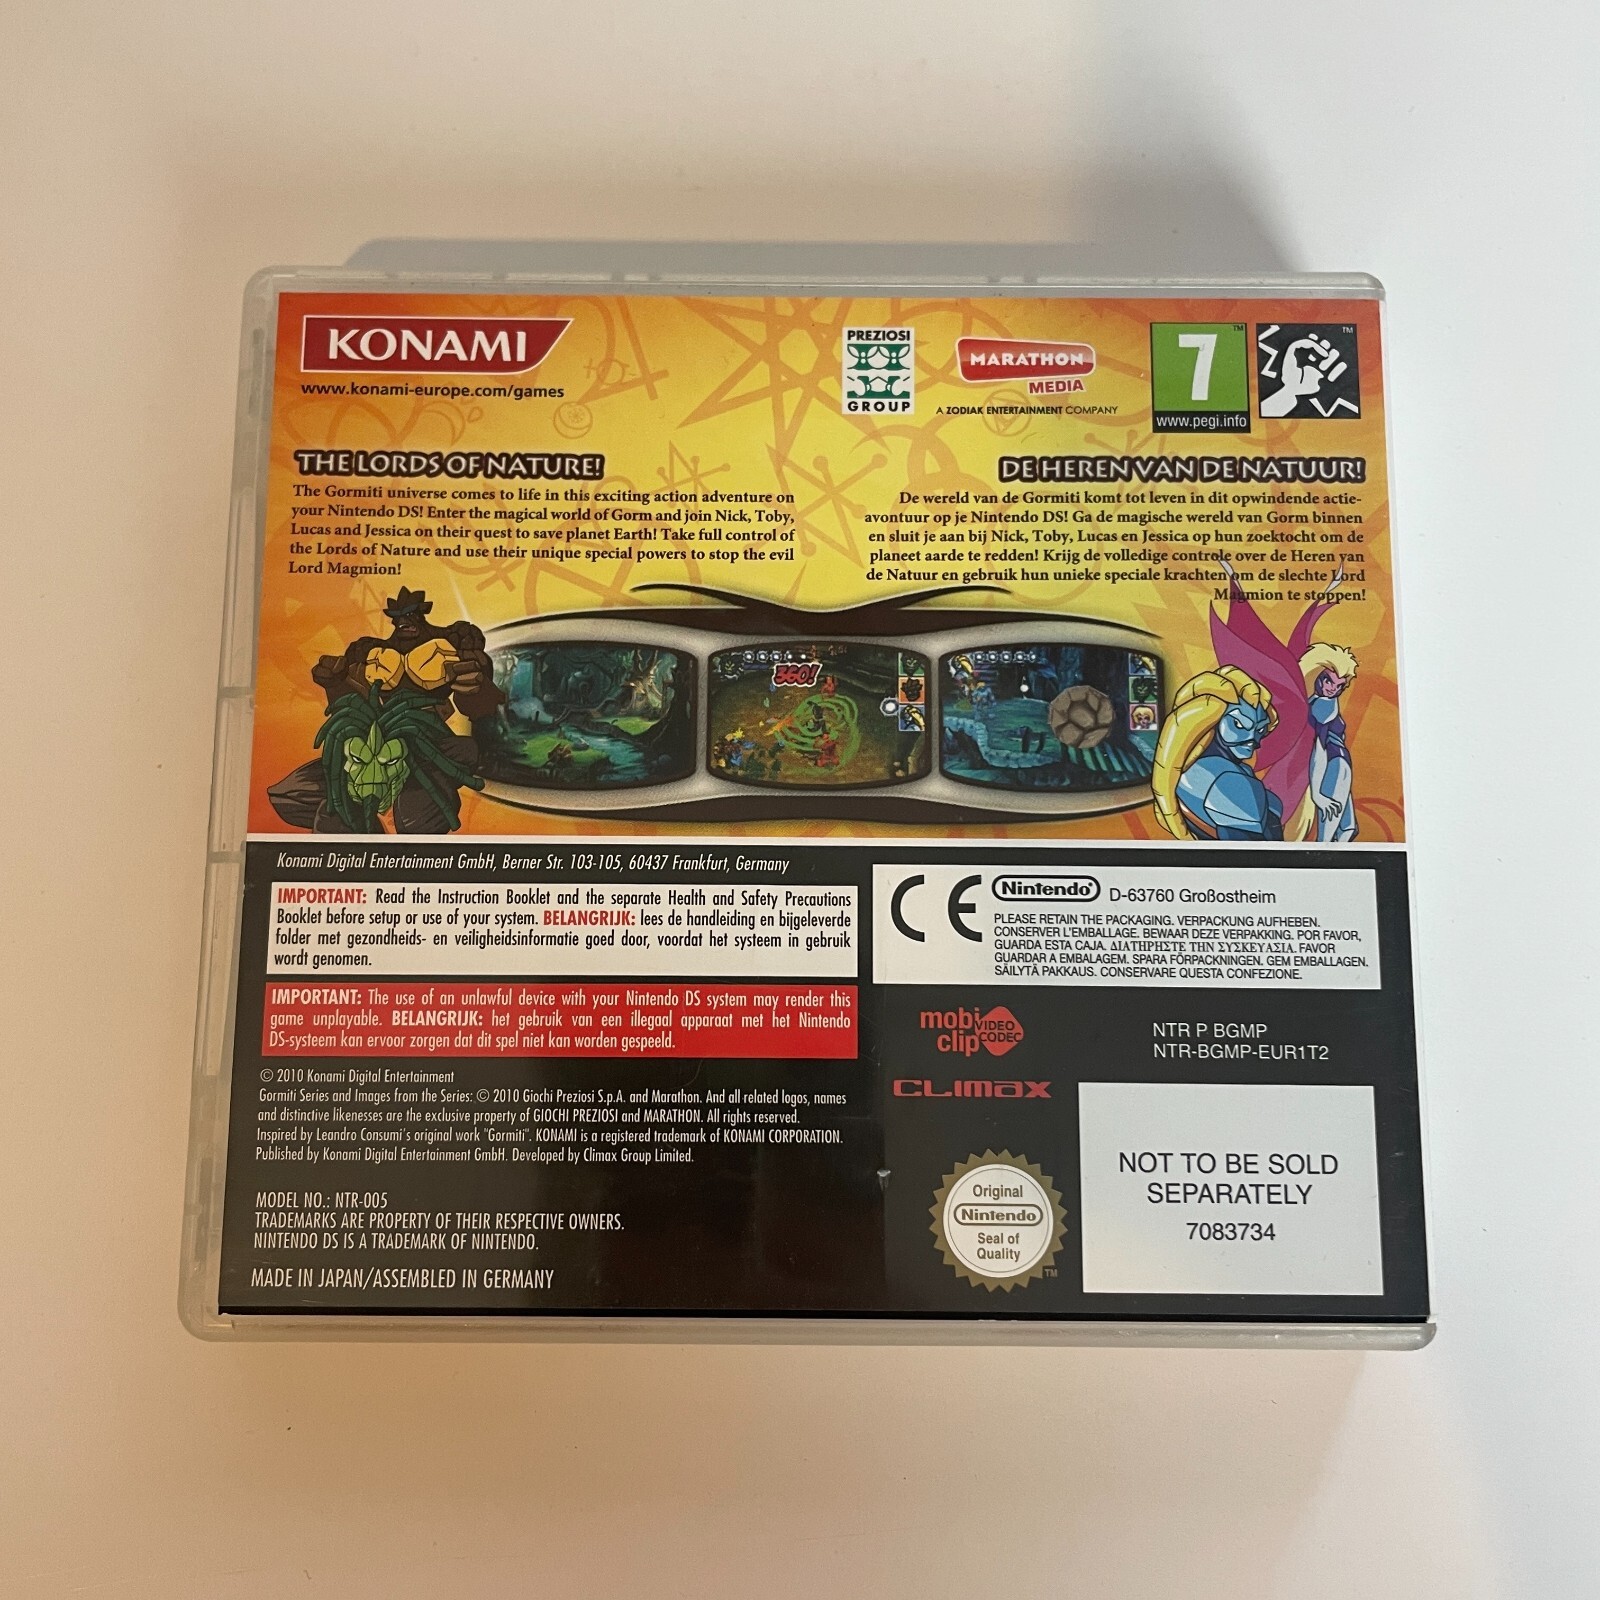 KONAMI
www.konami-europe.com/games
PREZIOSI
GROUP
MARATHON
MEDIA
A ZODIAK ENTERTAINMENT COMPANY
7
www.pegi.info
THE LORDS OF NATURE!
The Gormiti universe comes to life in this exciting action adventure on
your Nintendo DS! Enter the magical world of Gorm and join Nick, Toby,
Lucas and Jessica on their quest to save planet Earth! Take full control of
the Lords of Nature and use their unique special powers to stop the evil
Lord Magmion!
DE HEREN VAN DE NATUUR!
De wereld van de Gormiti komt tot leven in dit opwindende actie-
avontuur op je Nintendo DS! Ga de magische wereld van Gorm binnen
en sluit je aan bij Nick, Toby, Lucas en Jessica op hun zoektocht om de
planeet aarde te redden! Krijg de volledige controle over de Heren van
de Natuur en gebruik hun unieke speciale krachten om de slechte Lord
Magmion te stoppen!
360!
Konami Digital Entertainment GmbH, Berner Str. 103-105, 60437 Frankfurt, Germany
IMPORTANT: Read the Instruction Booklet and the separate Health and Safety Precautions
Booklet before setup or use of your system. BELANGRIJK: lees de handleiding en bijgeleverde
folder met gezondheids- en veiligheidsinformatie goed door, voordat het systeem in gebruik
wordt genomen.
IMPORTANT: The use of an unlawful device with your Nintendo DS system may render this
game unplayable. BELANGRIJK: het gebruik van een illegaal apparaat met het Nintendo
DS-systeem kan ervoor zorgen dat dit spel niet kan worden gespeeld.
© 2010 Konami Digital Entertainment
Gormiti Series and Images from the Series: © 2010 Giochi Preziosi S.p.A. and Marathon. And all related logos, names
and distinctive likenesses are the exclusive property of GIOCHI PREZIOSI and MARATHON. All rights reserved.
Inspired by Leandro Consumi's original work "Gormiti". KONAMI is a registered trademark of KONAMI CORPORATION.
Published by Konami Digital Entertainment GmbH. Developed by Climax Group Limited.
MODEL NO.: NTR-005
TRADEMARKS ARE PROPERTY OF THEIR RESPECTIVE OWNERS.
NINTENDO DS IS A TRADEMARK OF NINTENDO.
MADE IN JAPAN/ASSEMBLED IN GERMANY
CE Nintendo® D-63760 Großostheim
PLEASE RETAIN THE PACKAGING. VERPACKUNG AUFHEBEN.
CONSERVER L'EMBALLAGE. BEWAAR DEZE VERPAKKING. POR FAVOR,
GUARDA ESTA CAJA. ΔΙΑΤΗΡΗΣΤΕ ΤΗΝ ΣΥΣΚΕΥΑΣΙΑ. FAVOR
GUARDAR A EMBALAGEM. SPARA FÖRPACKNINGEN. GEM EMBALLAGEN.
SÄILYTÄ PAKKAUS. CONSERVARE QUESTA CONFEZIONE.
mobi
clip
VIDEO
CODEC
CLIMAX
NTR P BGMP
NTR-BGMP-EUR1T2
Original
Nintendo
Seal of
Quality
TM
NOT TO BE SOLD
SEPARATELY
7083734